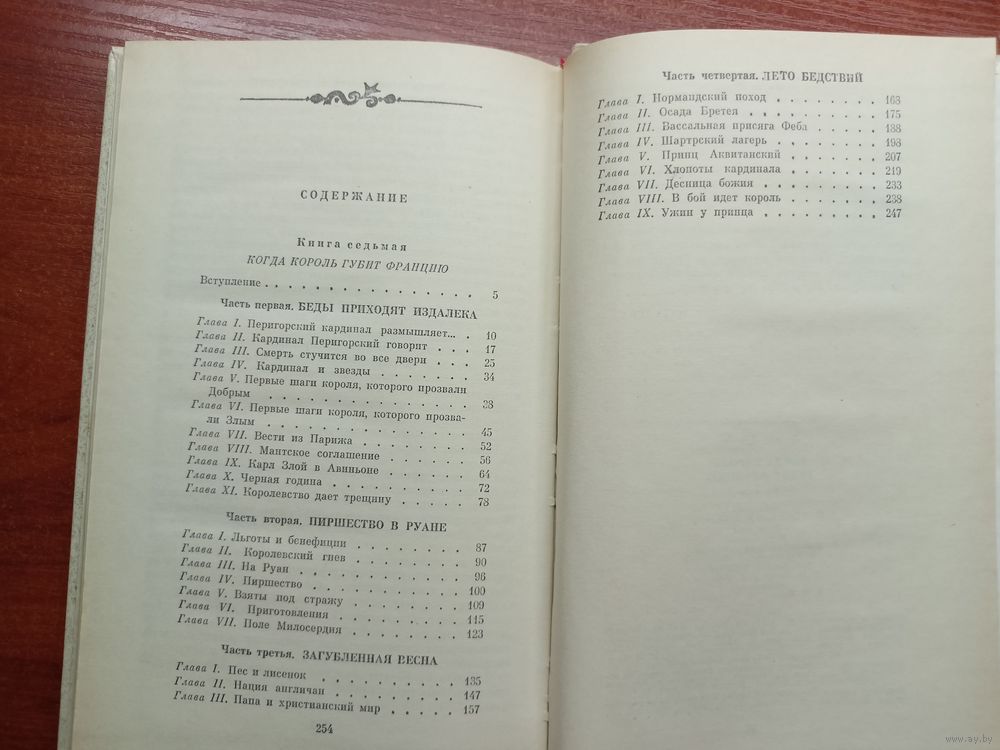 СОДЕРЖАНИЕ
Книга седьмая
КОГДА КОРОЛЬ ГУБИТ ФРАНЦИЮ
Вступление . . . . . . . . . . . . . . . . 5
Часть первая. БЕДЫ ПРИХОДЯТ ИЗДАЛЕКА
Глава I. Перигорский кардинал размышляет... . 10
Глава II. Кардинал Перигорский говорит . . . 17
Глава III. Смерть стучится во все двери . . . 25
Глава IV. Кардинал и звезды . . . . . . . 34
Глава V. Первые шаги короля, которого прозвали
Добрым . . . . . . . . . . . . . . . 38
Глава VI. Первые шаги короля, которого прозва-
ли Злым . . . . . . . . . . . . . . . 45
Глава VII. Вести из Парижа . . . . . . . . 52
Глава VIII. Мантское соглашение . . . . . . 56
Глава IX. Карл Злой в Авиньоне . . . . . . 64
Глава X. Черная година . . . . . . . . . . 72
Глава XI. Королевство дает трещину . . . . . 78
Часть вторая. ПИРШЕСТВО В РУАНЕ
Глава I. Льготы и бенефиции . . . . . . . . 87
Глава II. Королевский гнев . . . . . . . . 90
Глава III. На Руан . . . . . . . . . . . . 96
Глава IV. Пиршество . . . . . . . . . . . 100
Глава V. Взяты под стражу . . . . . . . . 109
Глава VI. Приготовления . . . . . . . . . 115
Глава VII. Поле Милосердия . . . . . . . . 123
Часть третья. ЗАГУБЛЕННАЯ ВЕСНА
Глава I. Пес и лисенок . . . . . . . . . . 135
Глава II. Нация англичан . . . . . . . . . 147
Глава III. Папа и христианский мир . . . . . 157
254
Часть четвертая. ЛЕТО БЕДСТВИЙ
Глава I. Нормандский поход . . . . . . . . 163
Глава II. Осада Бретея . . . . . . . . . . 175
Глава III. Вассальная присяга Феба . . . . . 188
Глава IV. Шартрский лагерь . . . . . . . . 198
Глава V. Принц Аквитанский . . . . . . . 207
Глава VI. Хлопоты кардинала . . . . . . . 219
Глава VII. Десница божия . . . . . . . . . 233
Глава VIII. В бой идет король . . . . . . . 238
Глава IX. Ужин у принца . . . . . . . . . 247
www.ay.by